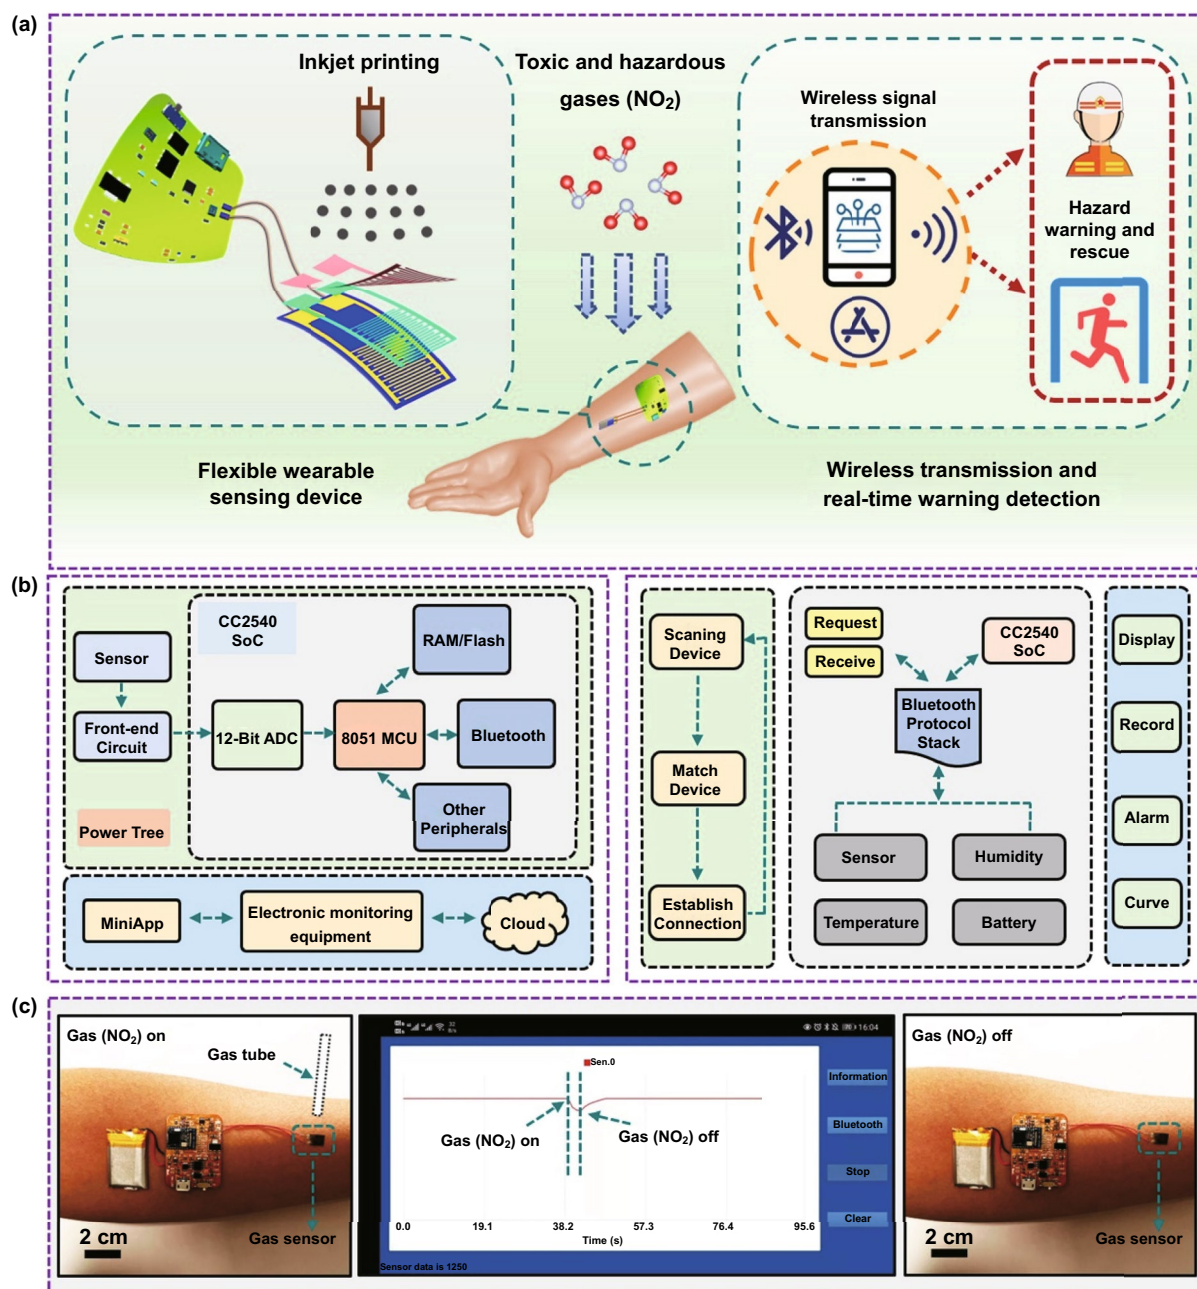 (a)
Inkjet printing
Toxic and hazardous
gases (NO₂)
Wireless signal
transmission
Hazard
warning and
rescue
Flexible wearable
sensing device
Wireless transmission and
real-time warning detection
(b)
CC2540
SoC
Sensor
RAM/Flash
Front-end
Circuit
12-Bit ADC
8051 MCU
Bluetooth
Other
Peripherals
Power Tree
MiniApp
Electronic monitoring
equipment
Cloud
Scaning
Device
Match
Device
Establish
Connection
Request
Receive
CC2540
SoC
Bluetooth
Protocol
Stack
Sensor
Humidity
Temperature
Battery
Display
Record
Alarm
Curve
(c)
Gas (NO₂) on
Gas tube
2 cm
Gas sensor
16:04
Sen.0
Gas (NO₂) on
Gas (NO₂) off
0.0 19.1 38.2 57.3 76.4 95.6
Time (s)
Information
Bluetooth
Stop
Clear
Sensor data is 1250
Gas (NO₂) off
2 cm
Gas sensor